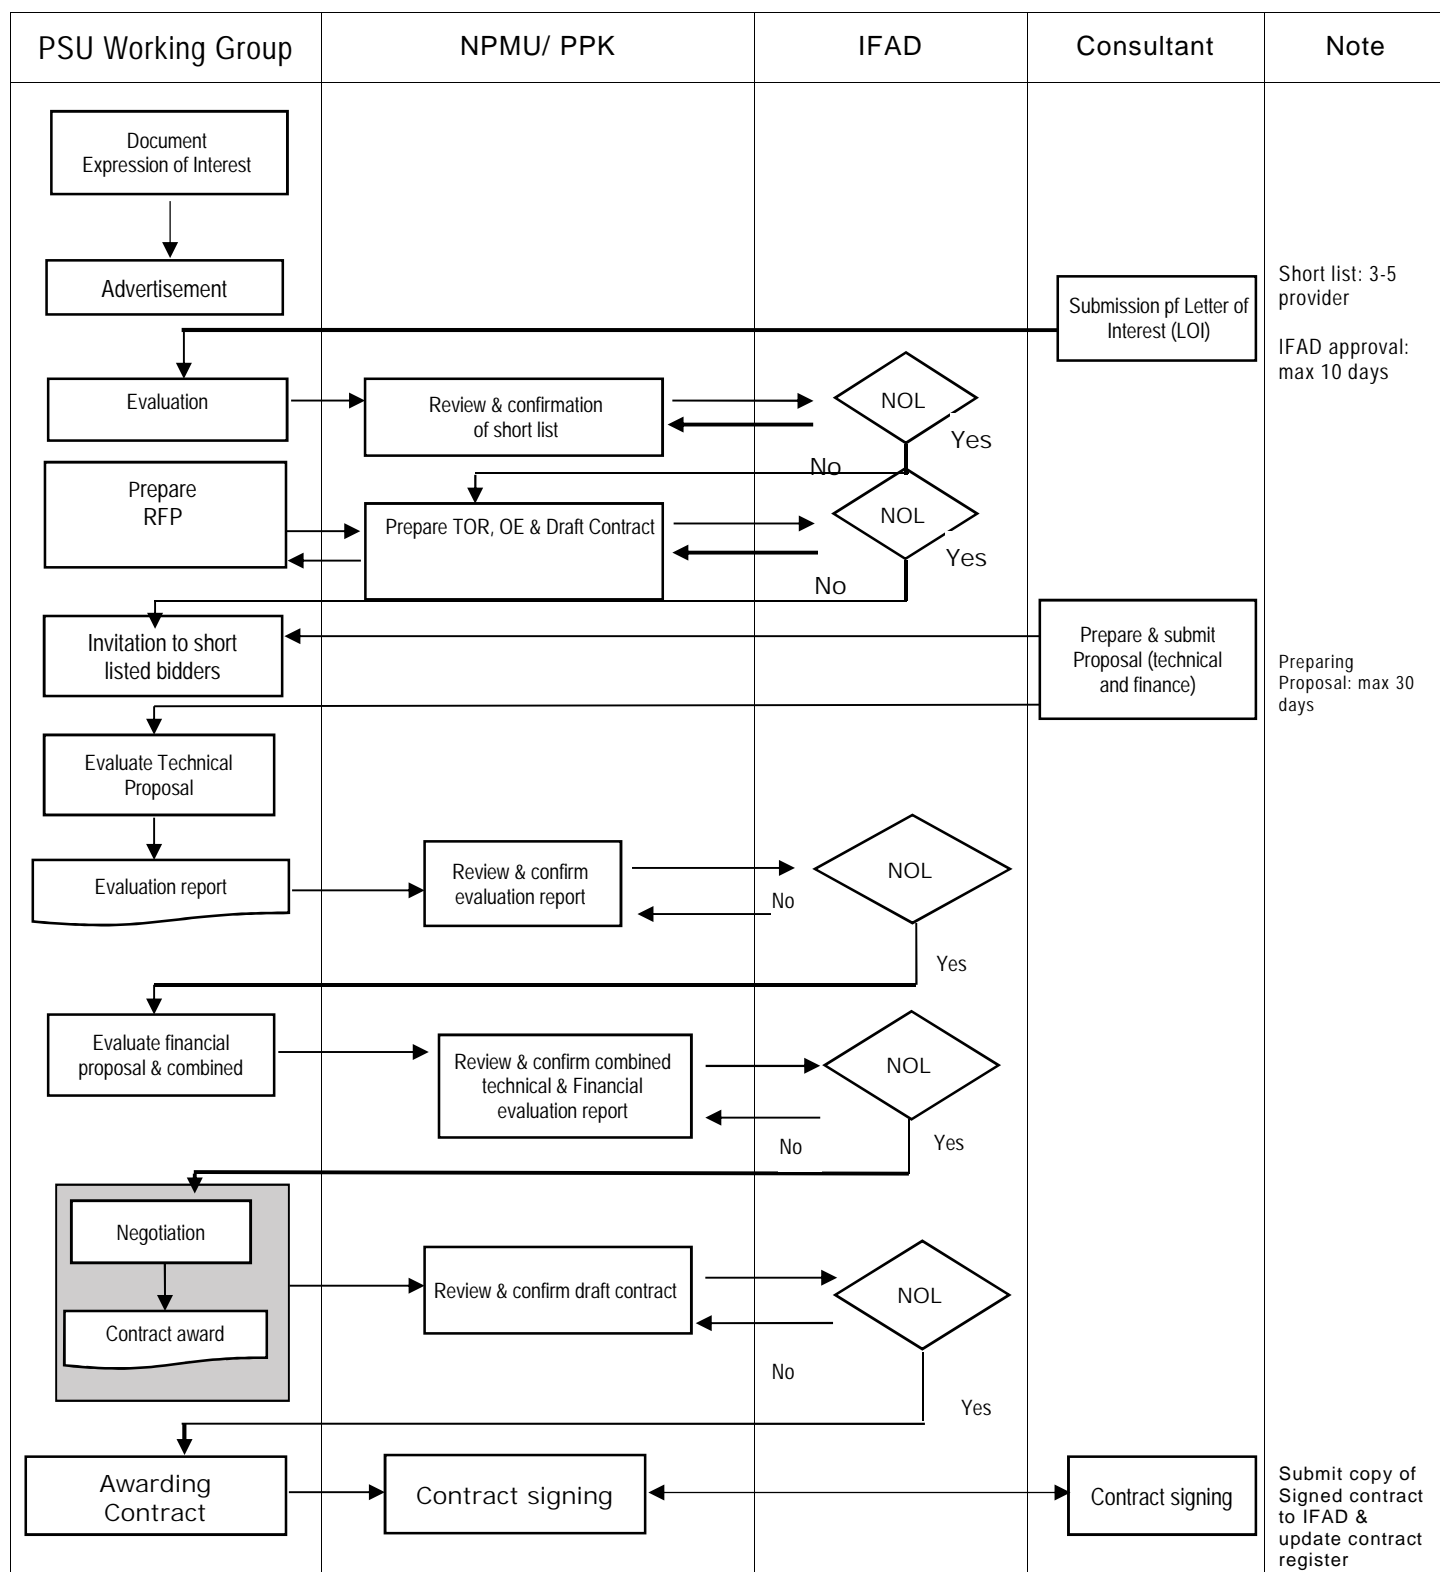 PSU Working Group
NPMU/ PPK
IFAD
Consultant
Note
Document
Expression of Interest
Advertisement
Submission pf Letter of
Interest (LOI)
Short list: 3-5
provider
IFAD approval:
max 10 days
Evaluation
Review & confirmation
of short list
NOL
Yes
No
Prepare
RFP
Prepare TOR, OE & Draft Contract
NOL
Yes
No
Invitation to short
listed bidders
Prepare & submit
Proposal (technical
and finance)
Preparing
Proposal: max 30
days
Evaluate Technical
Proposal
Evaluation report
Review & confirm
evaluation report
NOL
No
Yes
Evaluate financial
proposal & combined
Review & confirm combined
technical & Financial
evaluation report
NOL
No
Yes
Negotiation
Contract award
Review & confirm draft contract
NOL
No
Yes
Awarding
Contract
Contract signing
Contract signing
Submit copy of
Signed contract
to IFAD &
update contract
register